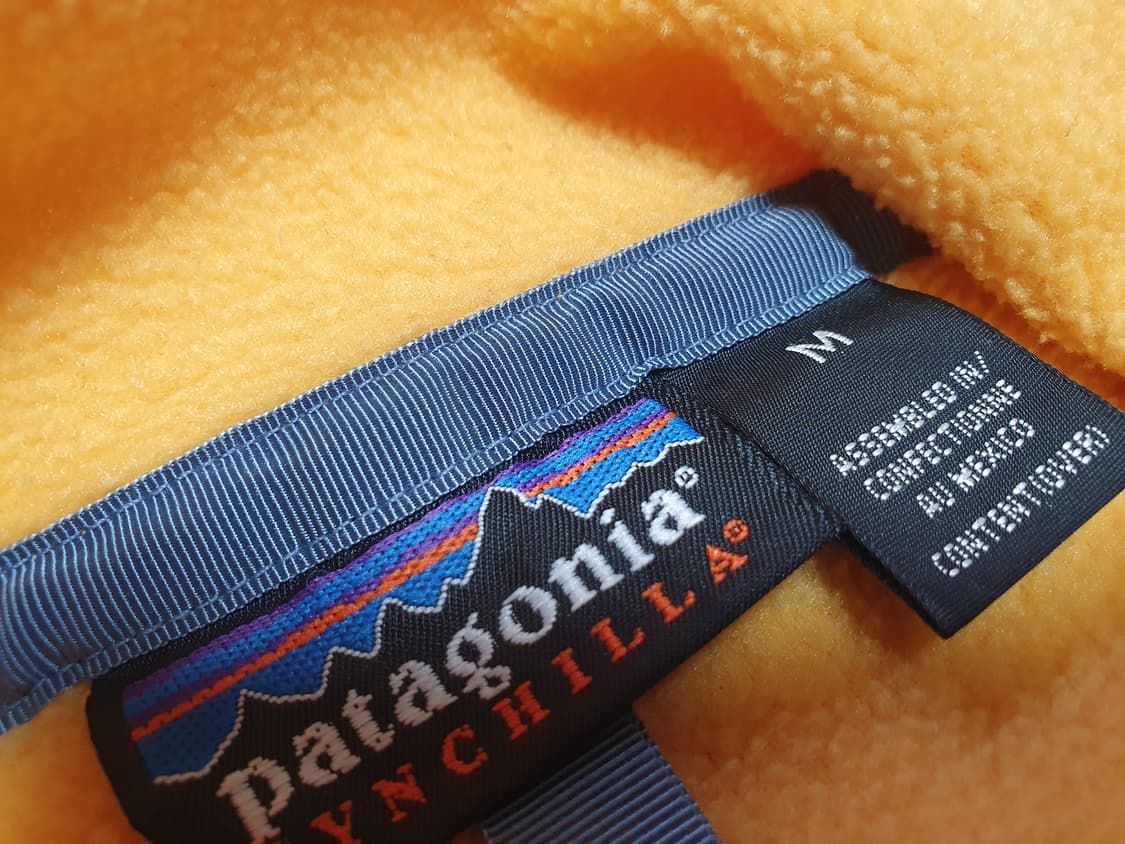 patagonia®
YNCHILLA®
M
ASSEMBLED IN/
CONFECTIONNE
AU MEXICO
CONTENT(OVER)